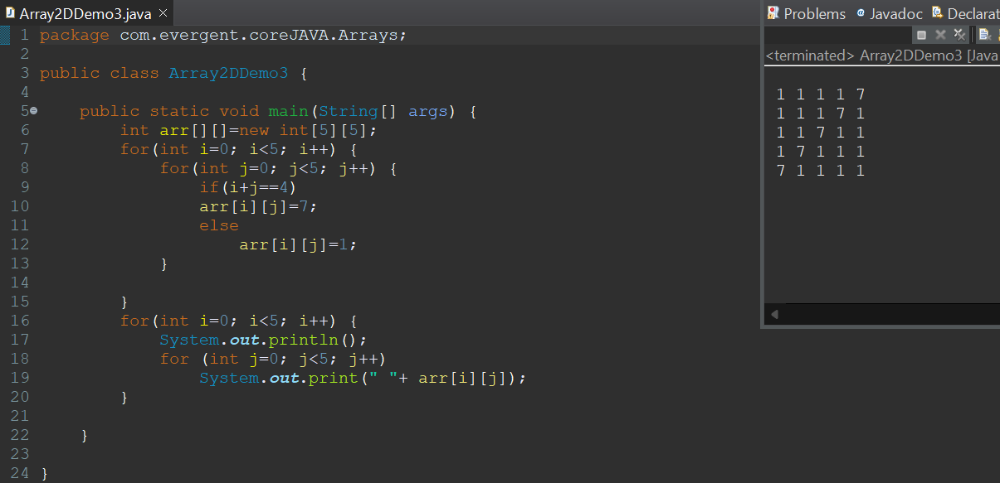 Array2DDemo3.java
1 package com.evergent.coreJAVA.Arrays;
2
3 public class Array2DDemo3 {
4
5     public static void main(String[] args) {
6         int arr[][]=new int[5][5];
7         for(int i=0; i<5; i++) {
8             for(int j=0; j<5; j++) {
9                 if(i+j==4)
10                 arr[i][j]=7;
11                 else
12                     arr[i][j]=1;
13             }
14
15         }
16         for(int i=0; i<5; i++) {
17             System.out.println();
18             for (int j=0; j<5; j++)
19                 System.out.print(" "+ arr[i][j]);
20         }
21
22     }
23
24 }
Problems @ Javadoc Declarat
<terminated> Array2DDemo3 [Java
1 1 1 1 7
1 1 1 7 1
1 1 7 1 1
1 7 1 1 1
7 1 1 1 1